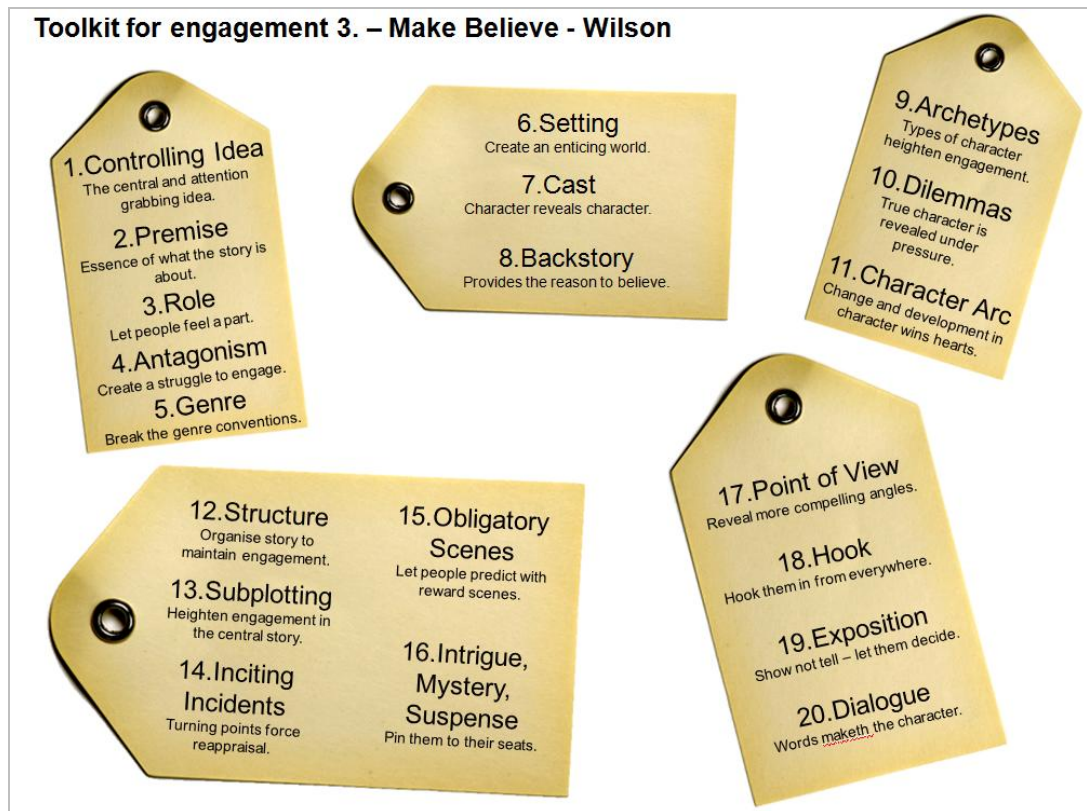 Toolkit for engagement 3. – Make Believe - Wilson
1.Controlling Idea
The central and attention
grabbing idea.
2.Premise
Essence of what the story is
about.
3.Role
Let people feel a part.
4.Antagonism
Create a struggle to engage.
5.Genre
Break the genre conventions.
6.Setting
Create an enticing world.
7.Cast
Character reveals character.
8.Backstory
Provides the reason to believe.
9.Archetypes
Types of character
heighten engagement.
10.Dilemmas
True character is
revealed under
pressure.
11.Character Arc
Change and development in
character wins hearts.
12.Structure
Organise story to
maintain engagement.
13.Subplotting
Heighten engagement in
the central story.
14.Inciting
Incidents
Turning points force
reappraisal.
15.Obligatory
Scenes
Let people predict with
reward scenes.
16.Intrigue,
Mystery,
Suspense
Pin them to their seats.
17.Point of View
Reveal more compelling angles.
18.Hook
Hook them in from everywhere.
19.Exposition
Show not tell – let them decide.
20.Dialogue
Words maketh the character.